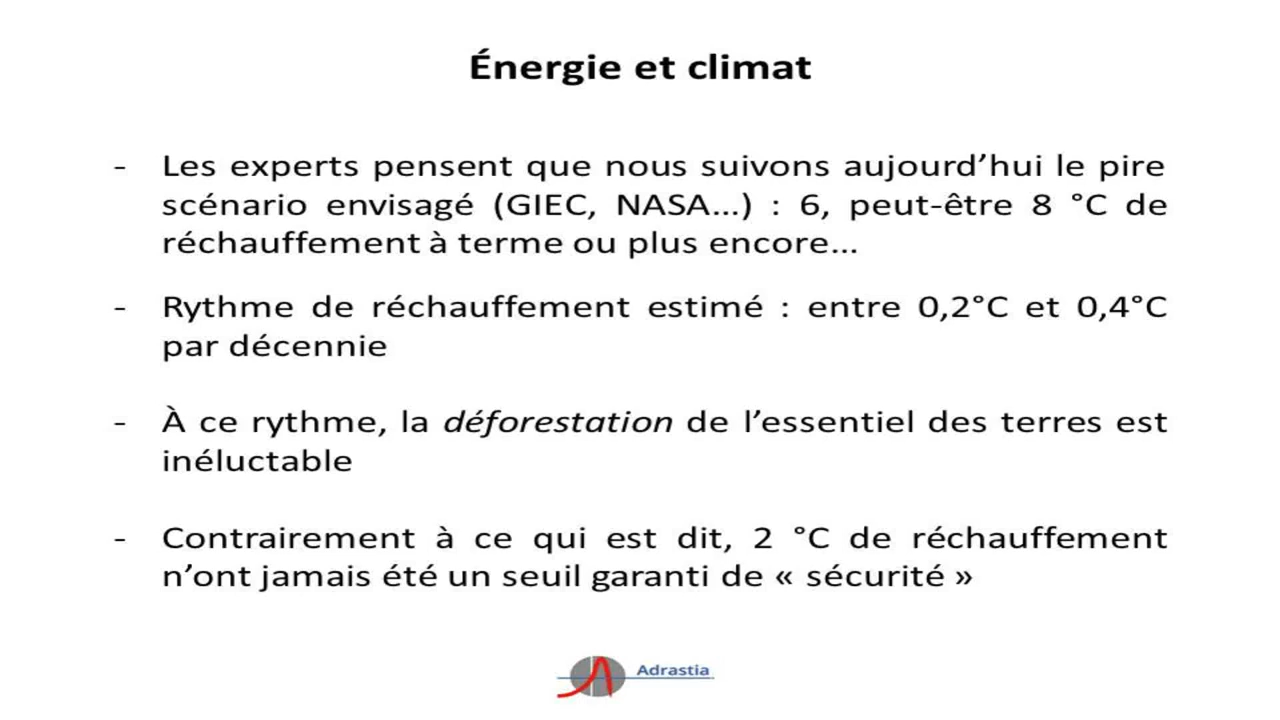 Énergie et climat
- Les experts pensent que nous suivons aujourd’hui le pire
scénario envisagé (GIEC, NASA...) : 6, peut-être 8 °C de
réchauffement à terme ou plus encore...
- Rythme de réchauffement estimé : entre 0,2°C et 0,4°C
par décennie
- À ce rythme, la déforestation de l’essentiel des terres est
inéluctable
- Contrairement à ce qui est dit, 2 °C de réchauffement
n’ont jamais été un seuil garanti de « sécurité »
Adrastia